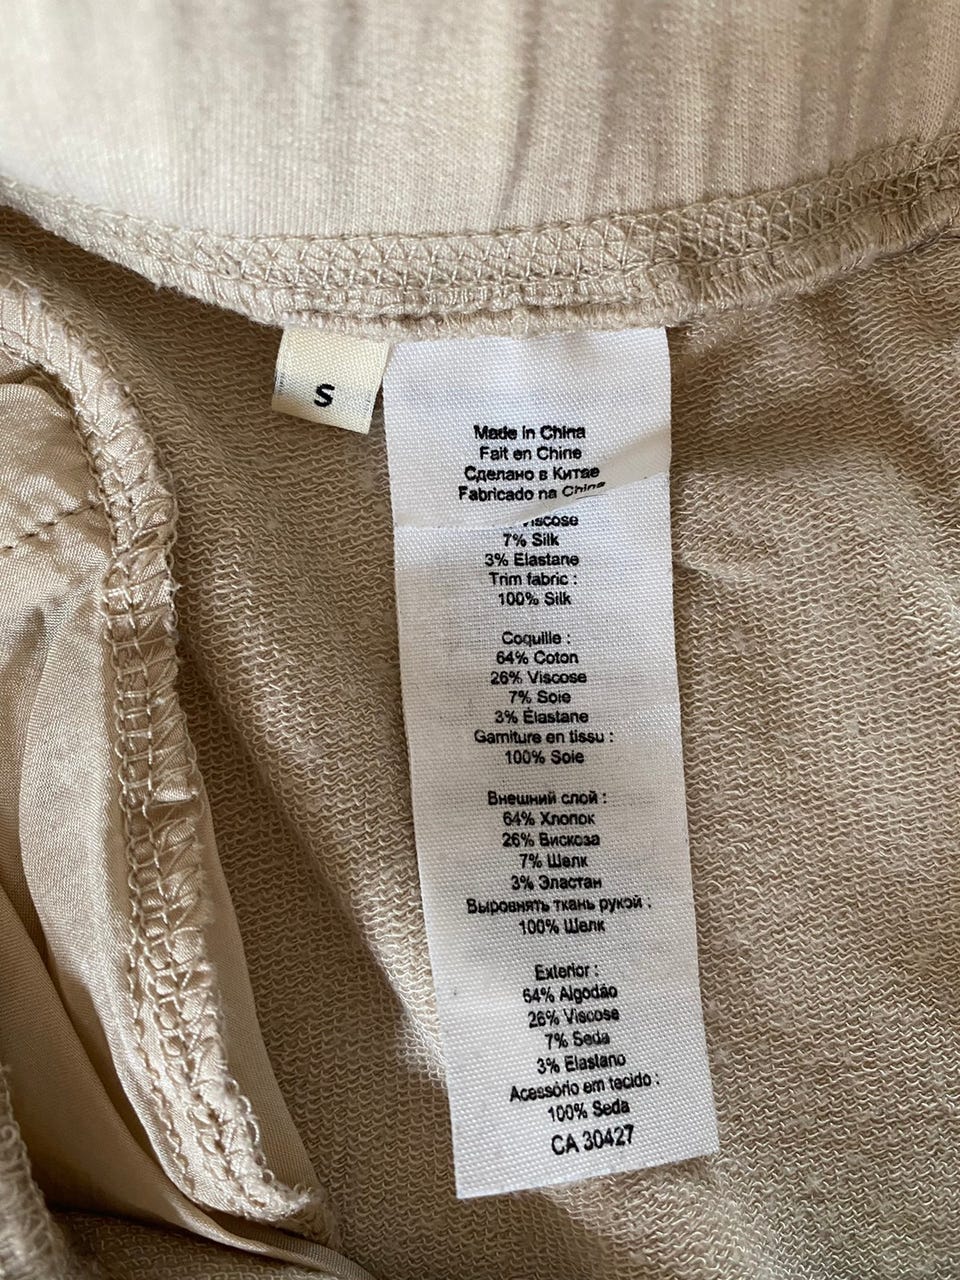 S
Made in China
Fait en Chine
Сделано в Китае
Fabricado na China
Viscose
7% Silk
3% Elastane
Trim fabric :
100% Silk
Coquille :
64% Coton
26% Viscose
7% Soie
3% Élastane
Garniture en tissu :
100% Soie
Внешний слой :
64% Хлопок
26% Вискоза
7% Шелк
3% Эластан
Выровнять ткань рукой :
100% Шелк
Exterior :
64% Algodão
26% Viscose
7% Seda
3% Elastano
Acessório em tecido :
100% Seda
CA 30427